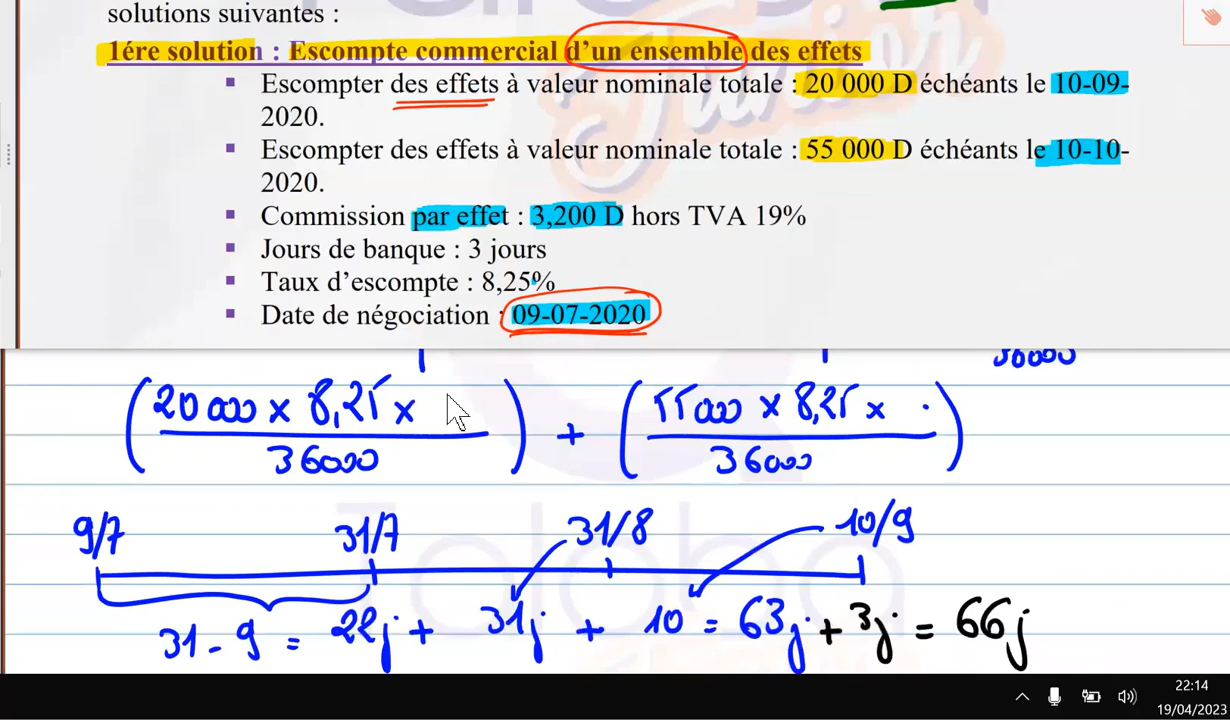 solutions suivantes :
1ére solution : Escompte commercial d'un ensemble des effets
▪ Escompter des effets à valeur nominale totale : 20 000 D échéants le 10-09-
2020.
▪ Escompter des effets à valeur nominale totale : 55 000 D échéants le 10-10-
2020.
▪ Commission par effet : 3,200 D hors TVA 19%
▪ Jours de banque : 3 jours
▪ Taux d'escompte : 8,25%
▪ Date de négociation : 09-07-2020
36000
(20 000 x 8,25 x ) + (55 000 x 8,25 x .)
36000 36000
9/7 31/7 31/8 10/9
31 - 9 = 22j + 31j + 10 = 63j + 3j = 66j
22:14
19/04/2023